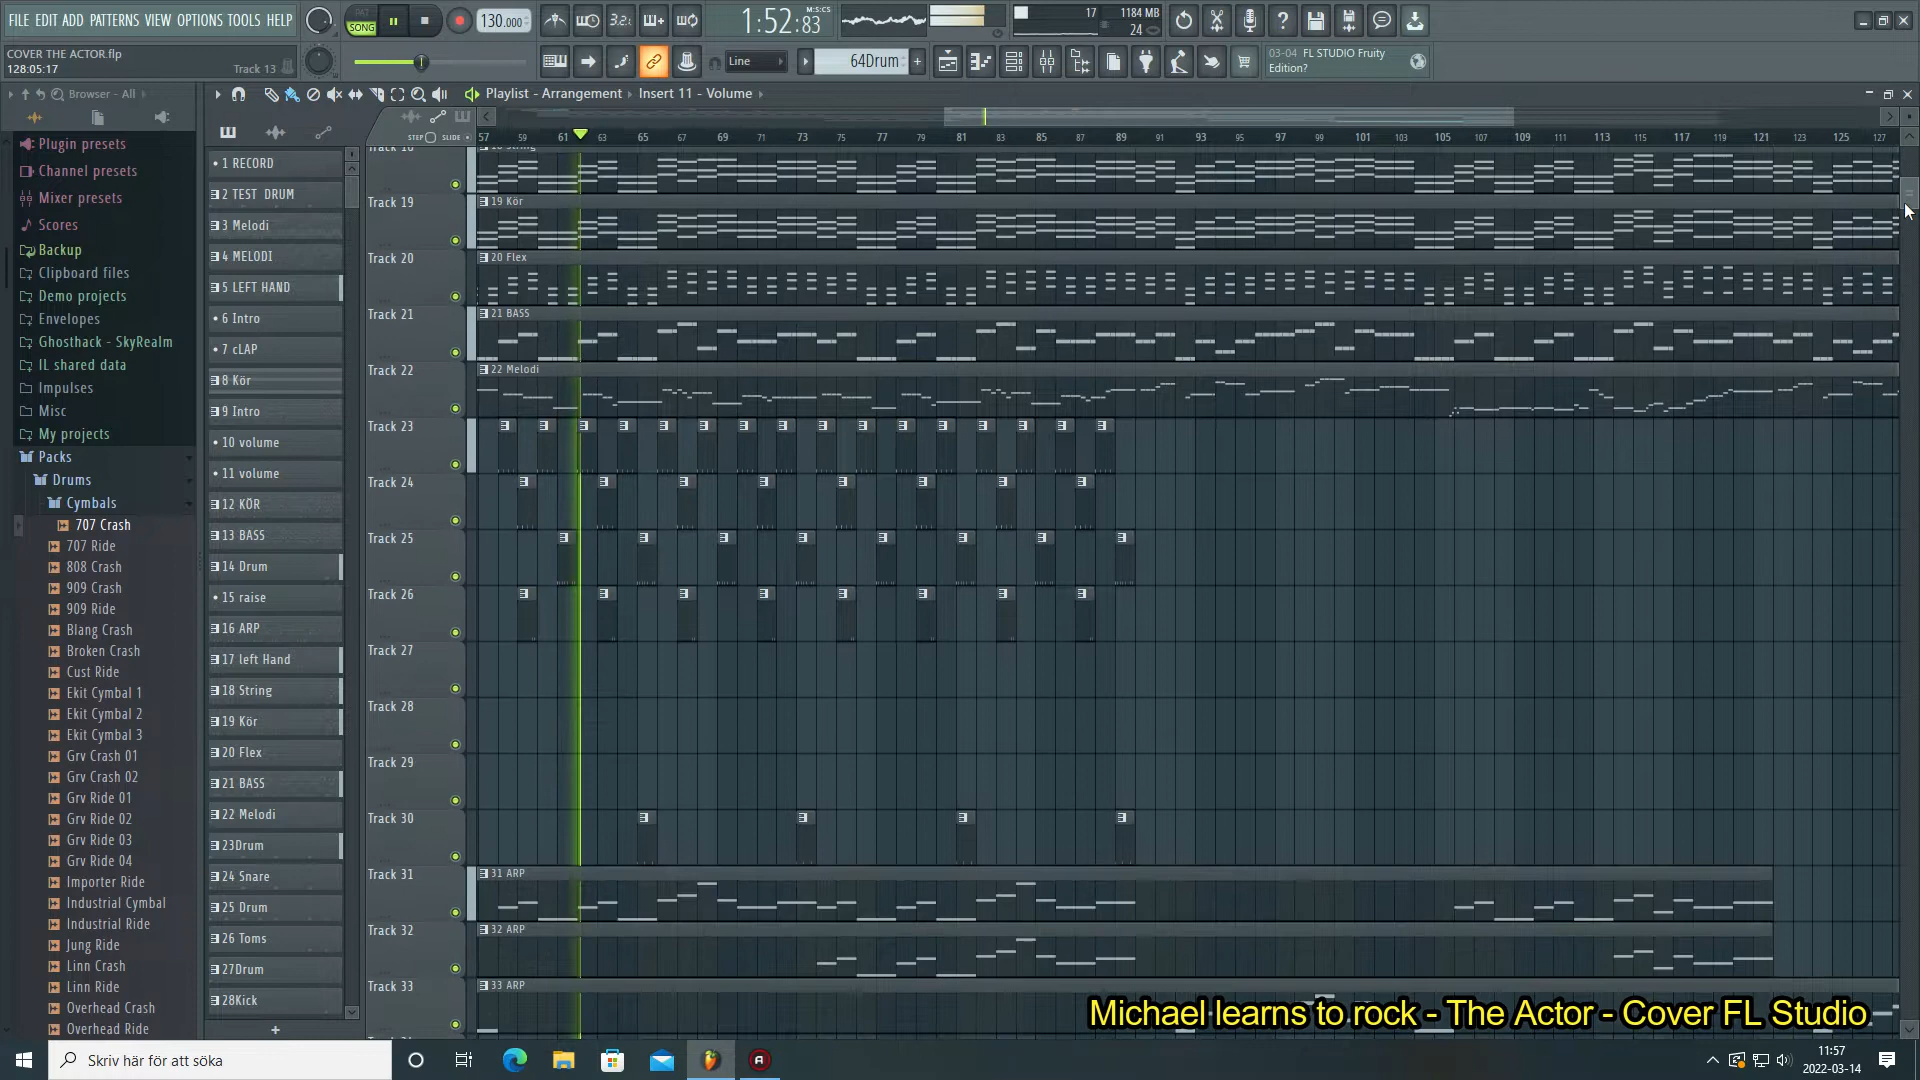 FILE EDIT ADD PATTERNS VIEW OPTIONS TOOLS HELP
PAT
SONG
130.000
3.2.
1:52:83
M:S:CS
17
1184 MB
24
COVER THE ACTOR.flp
128:05:17
Track 13
Line
64Drum
03-04 FL STUDIO Fruity
Edition?
Browser - All
Playlist - Arrangement
Insert 11 - Volume
STEP
SLIDE
57 59 61 63 65 67 69 71 73 75 77 79 81 83 85 87 89 91 93 95 97 99 101 103 105 107 109 111 113 115 117 119 121 123 125 127
Plugin presets
Channel presets
Mixer presets
Scores
Backup
Clipboard files
Demo projects
Envelopes
Ghosthack - SkyRealm
IL shared data
Impulses
Misc
My projects
Packs
Drums
Cymbals
707 Crash
707 Ride
808 Crash
909 Crash
909 Ride
Blang Crash
Broken Crash
Cust Ride
Ekit Cymbal 1
Ekit Cymbal 2
Ekit Cymbal 3
Grv Crash 01
Grv Crash 02
Grv Ride 01
Grv Ride 02
Grv Ride 03
Grv Ride 04
Importer Ride
Industrial Cymbal
Industrial Ride
Jung Ride
Linn Crash
Linn Ride
Overhead Crash
Overhead Ride
1 RECORD
2 TEST DRUM
3 Melodi
4 MELODI
5 LEFT HAND
6 Intro
7 cLAP
8 Kör
9 Intro
10 volume
11 volume
12 KÖR
13 BASS
14 Drum
15 raise
16 ARP
17 left Hand
18 String
19 Kör
20 Flex
21 BASS
22 Melodi
23Drum
24 Snare
25 Drum
26 Toms
27Drum
28Kick
+
Track 18
18 String
Track 19
19 Kör
Track 20
20 Flex
Track 21
21 BASS
Track 22
22 Melodi
Track 23
Track 24
Track 25
Track 26
Track 27
Track 28
Track 29
Track 30
Track 31
31 ARP
Track 32
32 ARP
Track 33
33 ARP
Michael learns to rock - The Actor - Cover FL Studio
Skriv här för att söka
11:57
2022-03-14